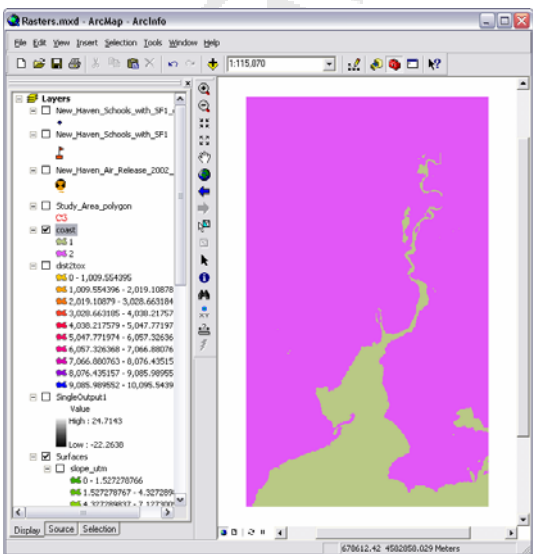 Rasters.mxd - ArcMap - ArcInfo
File Edit View Insert Selection Tools Window Help
1:115,070
Layers
New_Haven_Schools_with_SF1_
New_Haven_Schools_with_SF1
New_Haven_Air_Release_2002_
Study_Area_polygon
coast
1
2
dist2tox
0 - 1,009.554395
1,009.554396 - 2,019.10878
2,019.10879 - 3,028.663184
3,028.663185 - 4,038.21757
4,038.217579 - 5,047.77197
5,047.771974 - 6,057.32636
6,057.326368 - 7,066.88076
7,066.880763 - 8,076.43515
8,076.435157 - 9,085.98955
9,085.989552 - 10,095.5439
SingleOutput1
Value
High : 24.7143
Low : -22.2638
Surfaces
slope_utm
0 - 1.527278766
1.527278767 - 4.3272898
Display Source Selection
678612.42 4582858.029 Meters